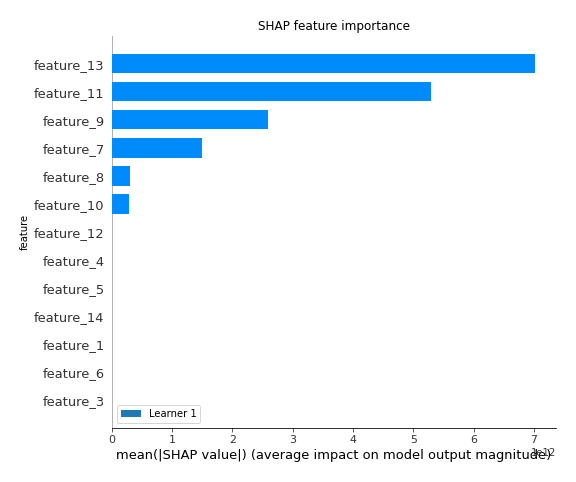 SHAP feature importance
feature_13
feature_11
feature_9
feature_7
feature_8
feature_10
feature_12
feature_4
feature_5
feature_14
feature_1
feature_6
feature_3
feature
Learner 1
0 1 2 3 4 5 6 7
1e12
mean(|SHAP value|) (average impact on model output magnitude)